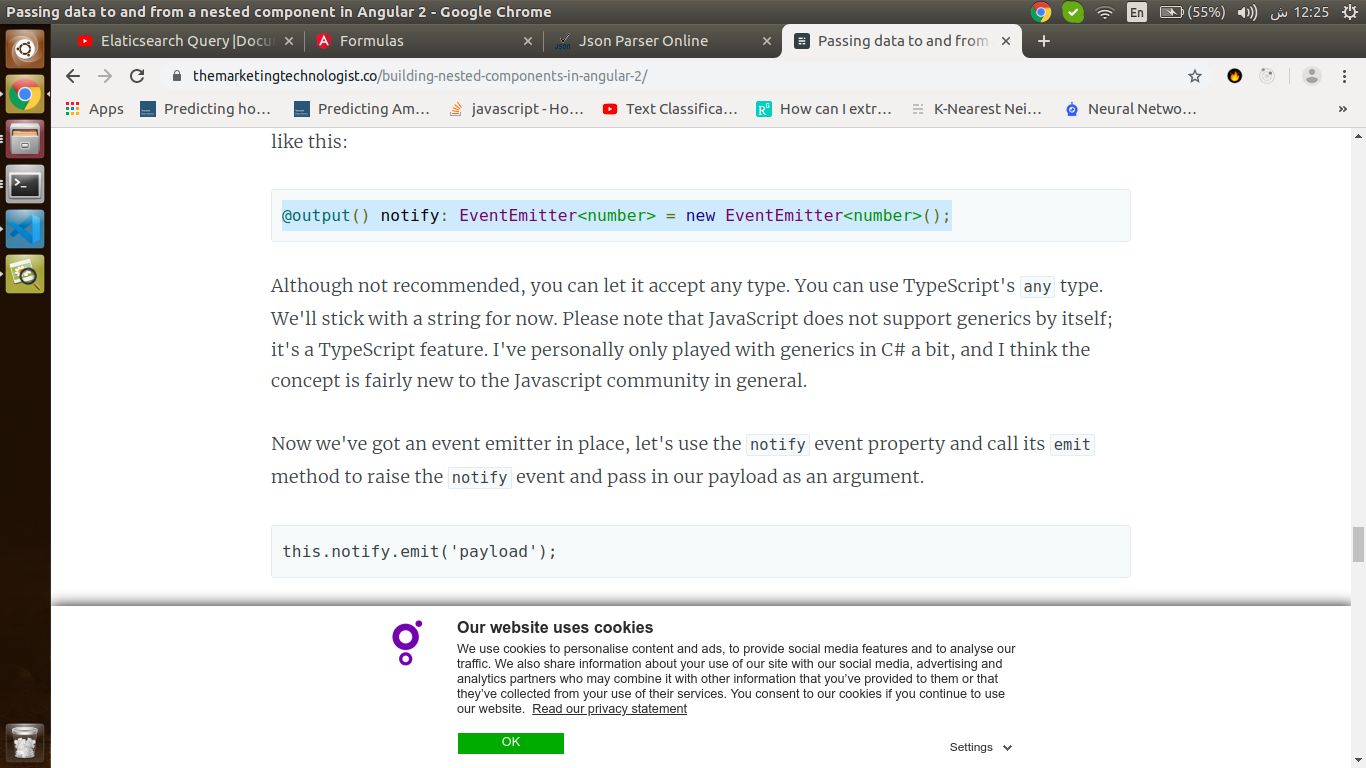 Passing data to and from a nested component in Angular 2 - Google Chrome
En
(55%)
ش 12:25
Elaticsearch Query |Docu
Formulas
Json Parser Online
Passing data to and from
themarketingtechnologist.co/building-nested-components-in-angular-2/
Apps
Predicting ho...
Predicting Am...
javascript - Ho...
Text Classifica...
How can I extr...
K-Nearest Nei...
Neural Netwo...
»
like this:
@output() notify: EventEmitter<number> = new EventEmitter<number>();
Although not recommended, you can let it accept any type. You can use TypeScript's any type.
We'll stick with a string for now. Please note that JavaScript does not support generics by itself;
it's a TypeScript feature. I've personally only played with generics in C# a bit, and I think the
concept is fairly new to the Javascript community in general.
Now we've got an event emitter in place, let's use the notify event property and call its emit
method to raise the notify event and pass in our payload as an argument.
this.notify.emit('payload');
Our website uses cookies
We use cookies to personalise content and ads, to provide social media features and to analyse our
traffic. We also share information about your use of our site with our social media, advertising and
analytics partners who may combine it with other information that you’ve provided to them or that
they’ve collected from your use of their services. You consent to our cookies if you continue to use
our website. Read our privacy statement
OK
Settings